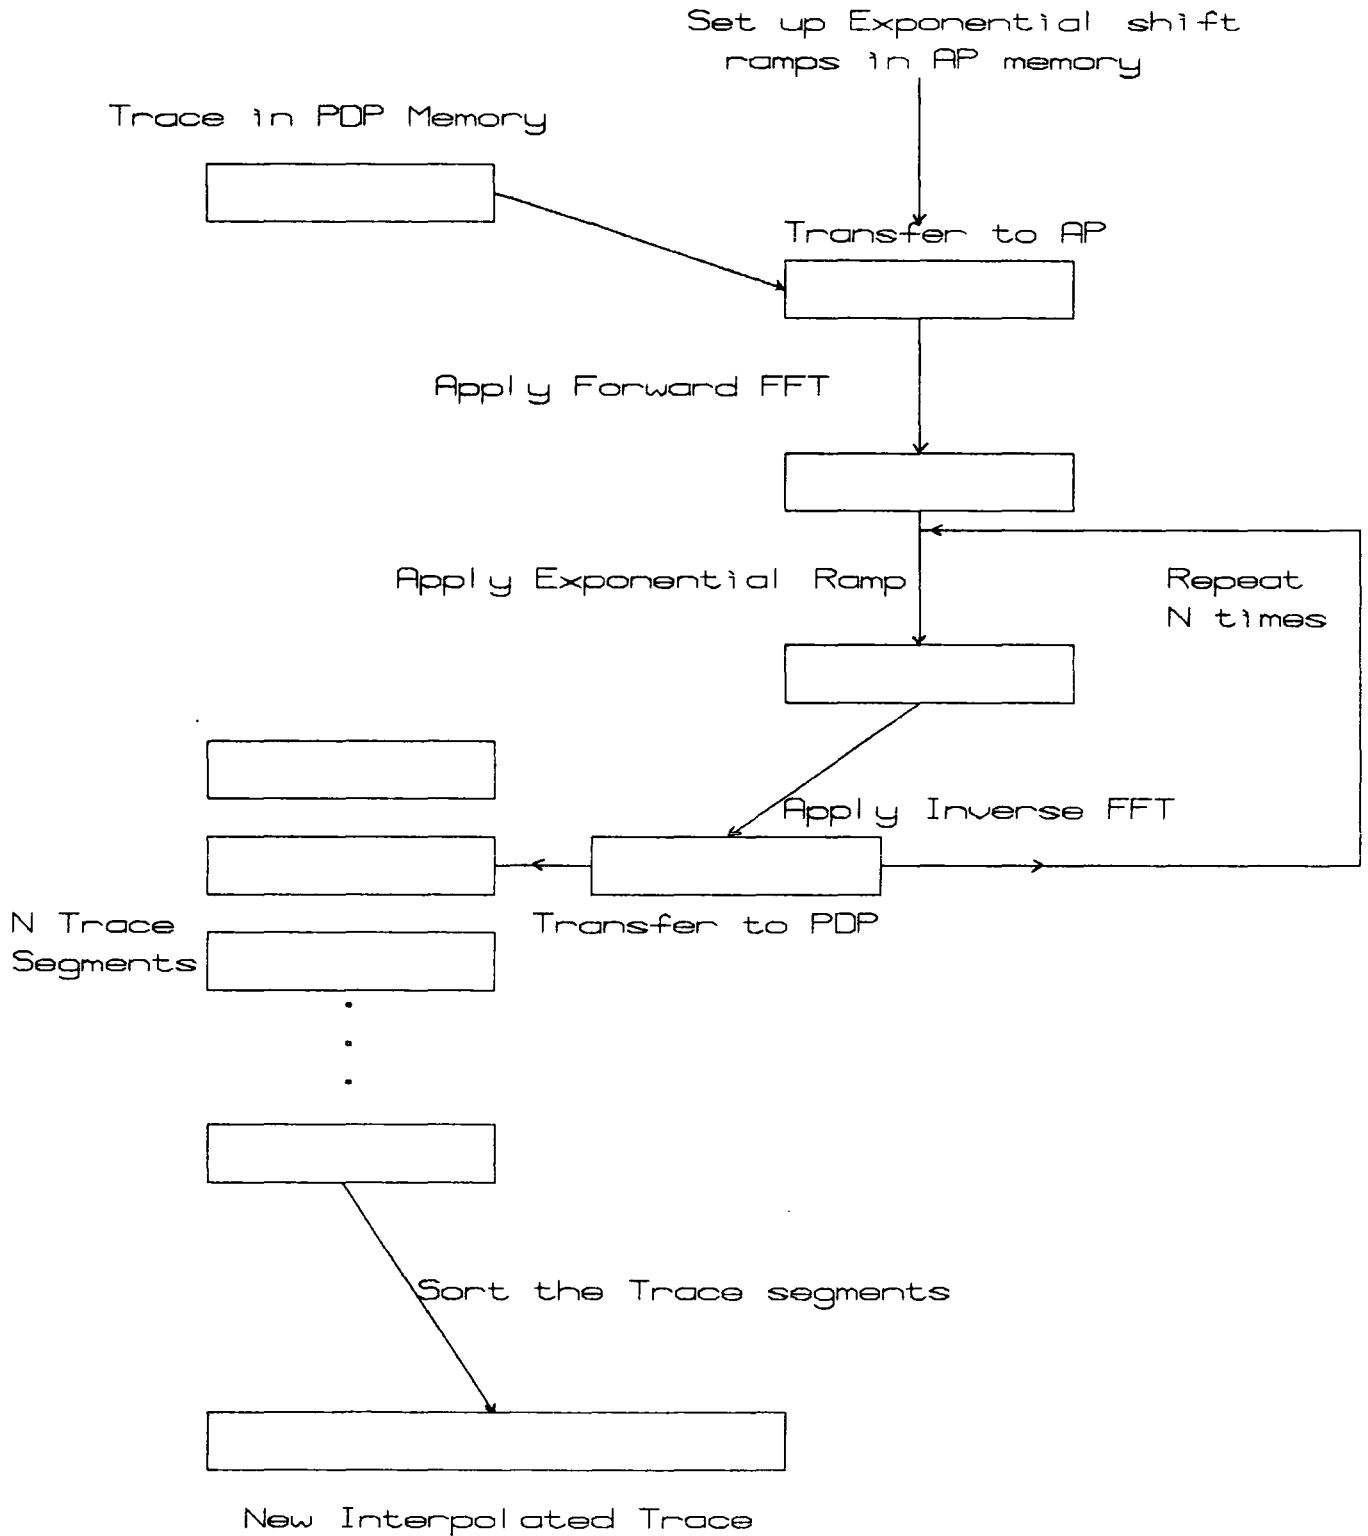 Set up Exponential shift
ramps in AP memory
Trace in PDP Memory
Transfer to AP
Apply Forward FFT
Apply Exponential Ramp
Repeat
N times
Apply Inverse FFT
N Trace
Segments
Transfer to PDP
Sort the Trace segments
New Interpolated Trace